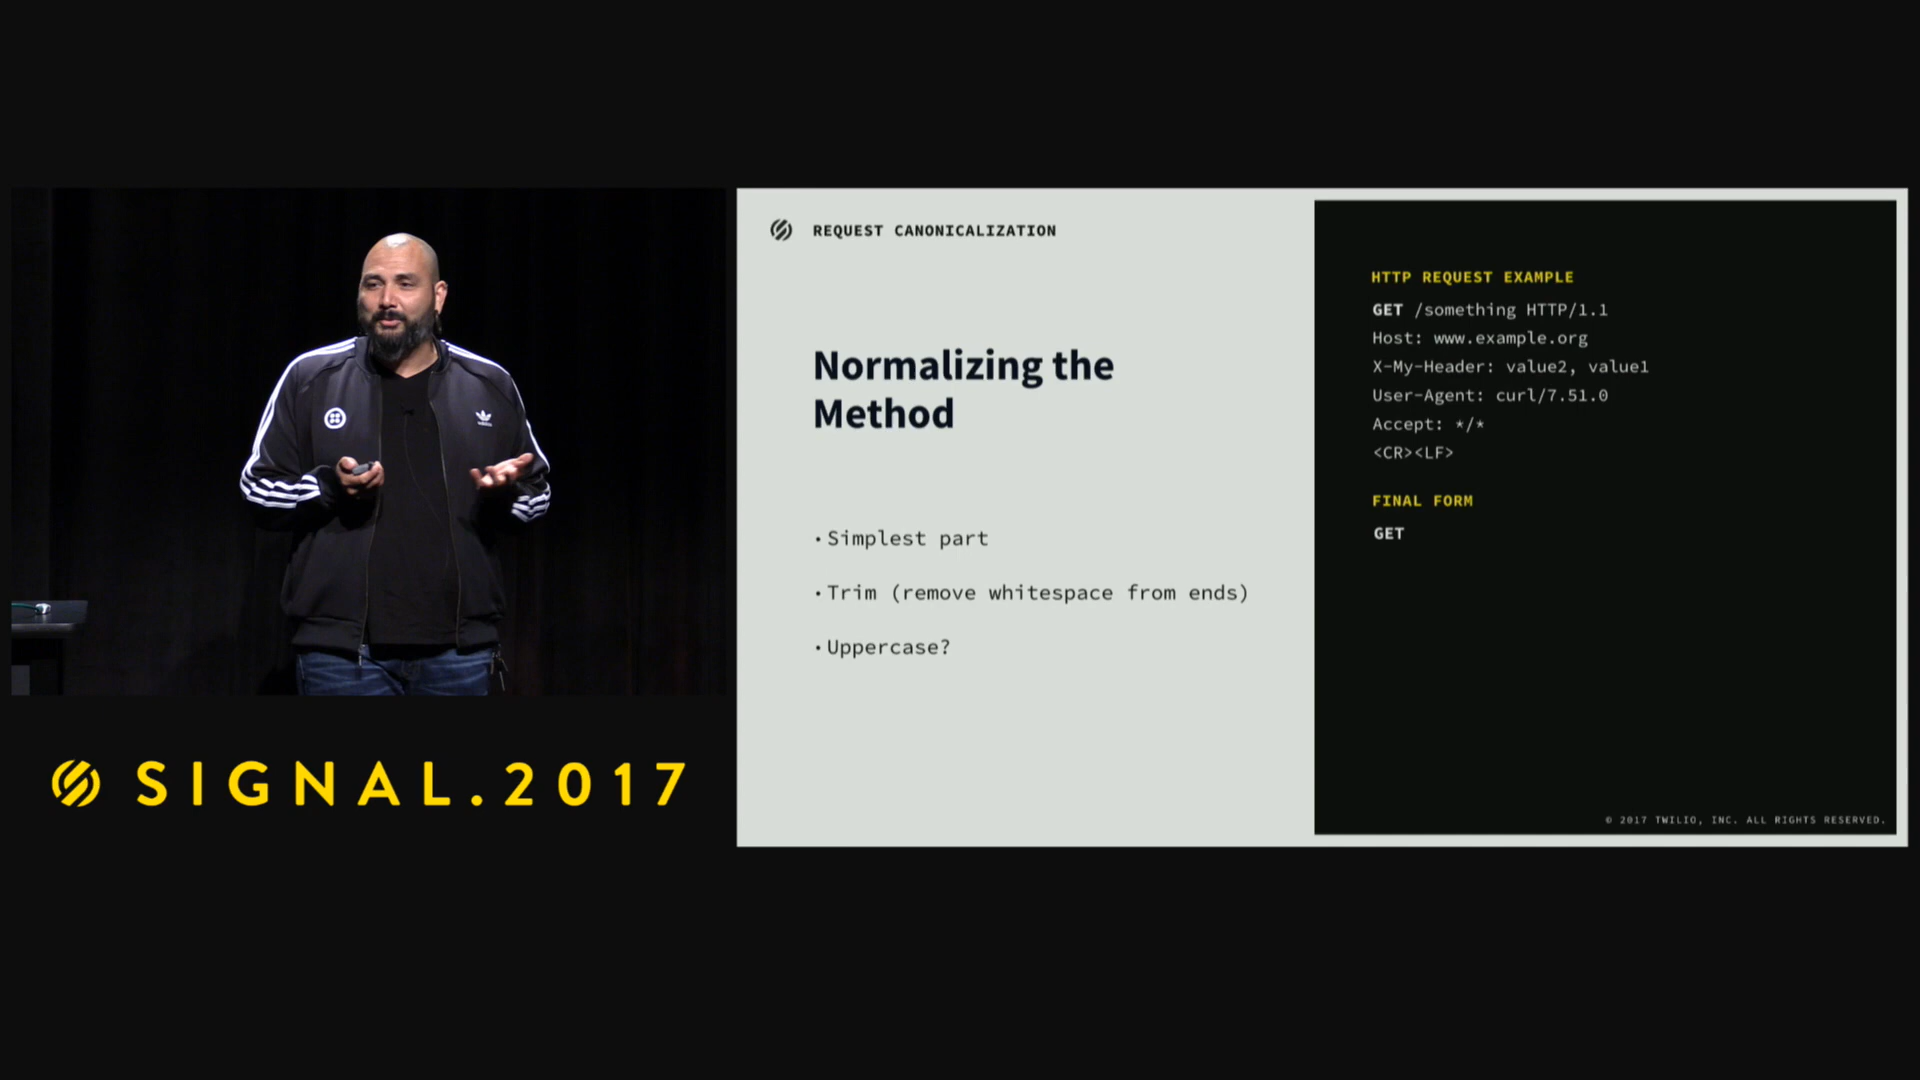 REQUEST CANONICALIZATION
Normalizing the
Method
• Simplest part
• Trim (remove whitespace from ends)
• Uppercase?
HTTP REQUEST EXAMPLE
GET /something HTTP/1.1
Host: www.example.org
X-My-Header: value2, value1
User-Agent: curl/7.51.0
Accept: */*
<CR><LF>
FINAL FORM
GET
© 2017 TWILIO, INC. ALL RIGHTS RESERVED.
SIGNAL.2017